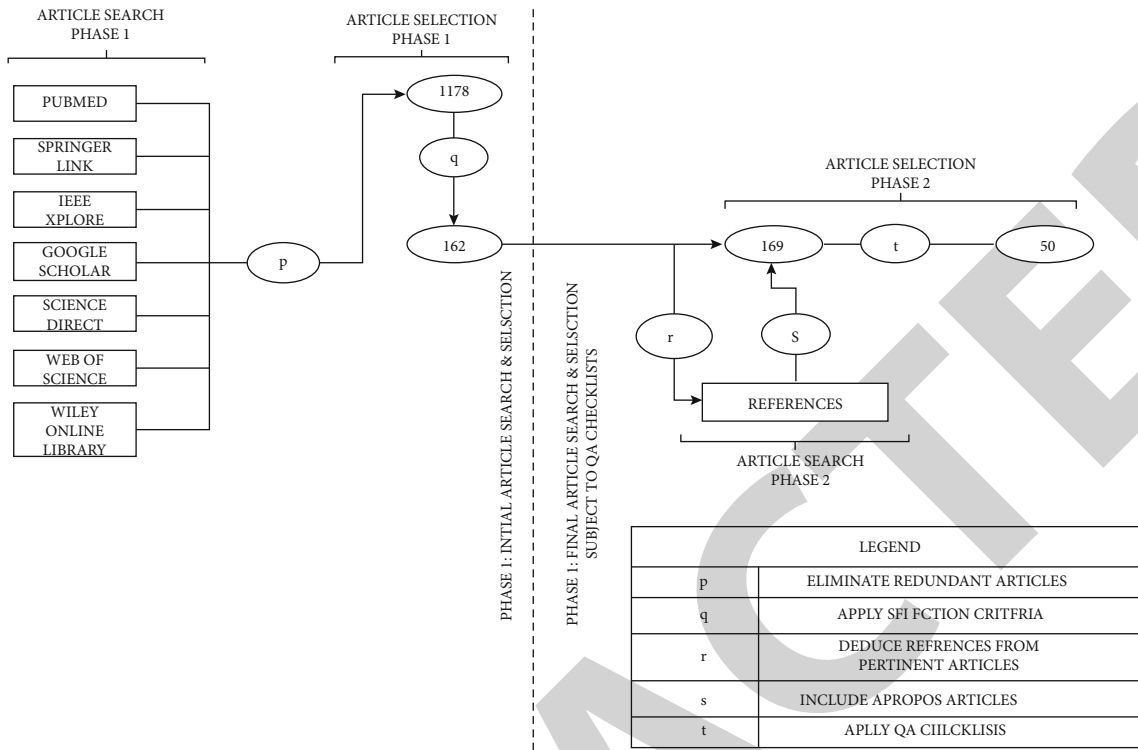 ARTICLE SEARCH
PHASE 1
PUBMED
SPRINGER
LINK
IEEE
XPLORE
GOOGLE
SCHOLAR
SCIENCE
DIRECT
WEB OF
SCIENCE
WILEY
ONLINE
LIBRARY
p
ARTICLE SELECTION
PHASE 1
1178
q
162
PHASE 1: INTIAL ARTICLE SEARCH & SELSCTION
PHASE 1: FINAL ARTICLE SEARCH & SELSCTION
SUBJECT TO QA CHECKLISTS
ARTICLE SELECTION
PHASE 2
169
t
50
r
S
REFERENCES
ARTICLE SEARCH
PHASE 2
LEGEND
p ELIMINATE REDUNDANT ARTICLES
q APPLY SFI FCTION CRITFRIA
r DEDUCE REFRENCES FROM
PERTINENT ARTICLES
s INCLUDE APROPOS ARTICLES
t APLLY QA CIILCKLISIS